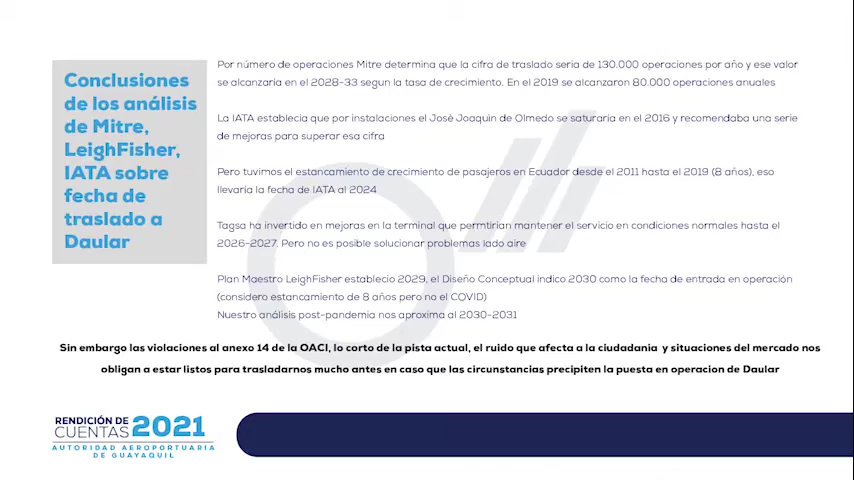 Conclusiones
de los análisis
de Mitre,
LeighFisher,
IATA sobre
fecha de
traslado a
Daular
Por número de operaciones Mitre determina que la cifra de traslado seria de 130.000 operaciones por año y ese valor
se alcanzaria en el 2028-33 segun la tasa de crecimiento. En el 2019 se alcanzaron 80.000 operaciones anuales
La IATA establecia que por instalaciones el Josè Joaquin de Olmedo se saturaria en el 2016 y recomendaba una serie
de mejoras para superar esa cifra
Pero tuvimos el estancamiento de crecimiento de pasajeros en Ecuador desde el 2011 hasta el 2019 (8 años), eso
llevaría la fecha de IATA al 2024
Tagsa ha invertido en mejoras en la terminal que permtirian mantener el servicio en condiciones normales hasta el
2026-2027. Pero no es posible solucionar problemas lado aire
Plan Maestro LeighFisher establecio 2029, el Diseño Conceptual indico 2030 como la fecha de entrada en operación
(considero estancamiento de 8 años pero no el COVID)
Nuestro análisis post-pandemia nos aproxima al 2030-2031
Sin embargo las violaciones al anexo 14 de la OACI, lo corto de la pista actual, el ruido que afecta a la ciudadania y situaciones del mercado nos
obligan a estar listos para trasladarnos mucho antes en caso que las circunstancias precipiten la puesta en operacion de Daular
RENDICIÓN DE
CUENTAS 2021
AUTORIDAD AEROPORTUARIA
DE GUAYAQUIL